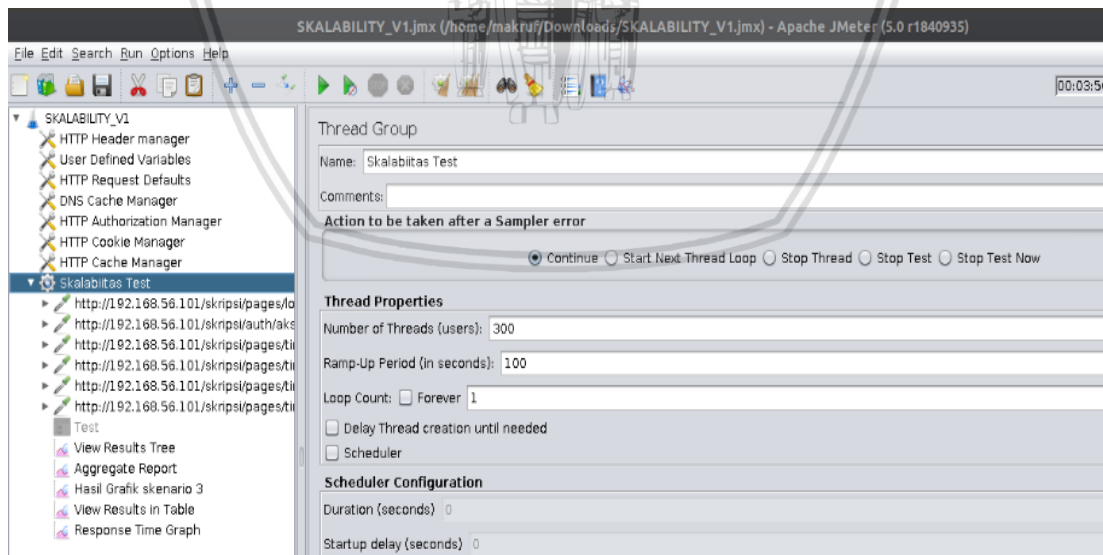 SKALABILITY_V1.jmx (/home/makruf/Downloads/SKALABILITY_V1.jmx) - Apache JMeter (5.0 r1840935)
File Edit Search Run Options Help
00:03:56
SKALABILITY_V1
HTTP Header manager
User Defined Variables
HTTP Request Defaults
DNS Cache Manager
HTTP Authorization Manager
HTTP Cookie Manager
HTTP Cache Manager
Skalabiitas Test
http://192.168.56.101/skripsi/pages/lo
http://192.168.56.101/skripsi/auth/aks
http://192.168.56.101/skripsi/pages/ti
http://192.168.56.101/skripsi/pages/ti
http://192.168.56.101/skripsi/pages/ti
http://192.168.56.101/skripsi/pages/ti
Test
View Results Tree
Aggregate Report
Hasil Grafik skenario 3
View Results in Table
Response Time Graph
Thread Group
Name: Skalabiitas Test
Comments:
Action to be taken after a Sampler error
Continue Start Next Thread Loop Stop Thread Stop Test Stop Test Now
Thread Properties
Number of Threads (users): 300
Ramp-Up Period (in seconds): 100
Loop Count: Forever 1
Delay Thread creation until needed
Scheduler
Scheduler Configuration
Duration (seconds) 0
Startup delay (seconds) 0